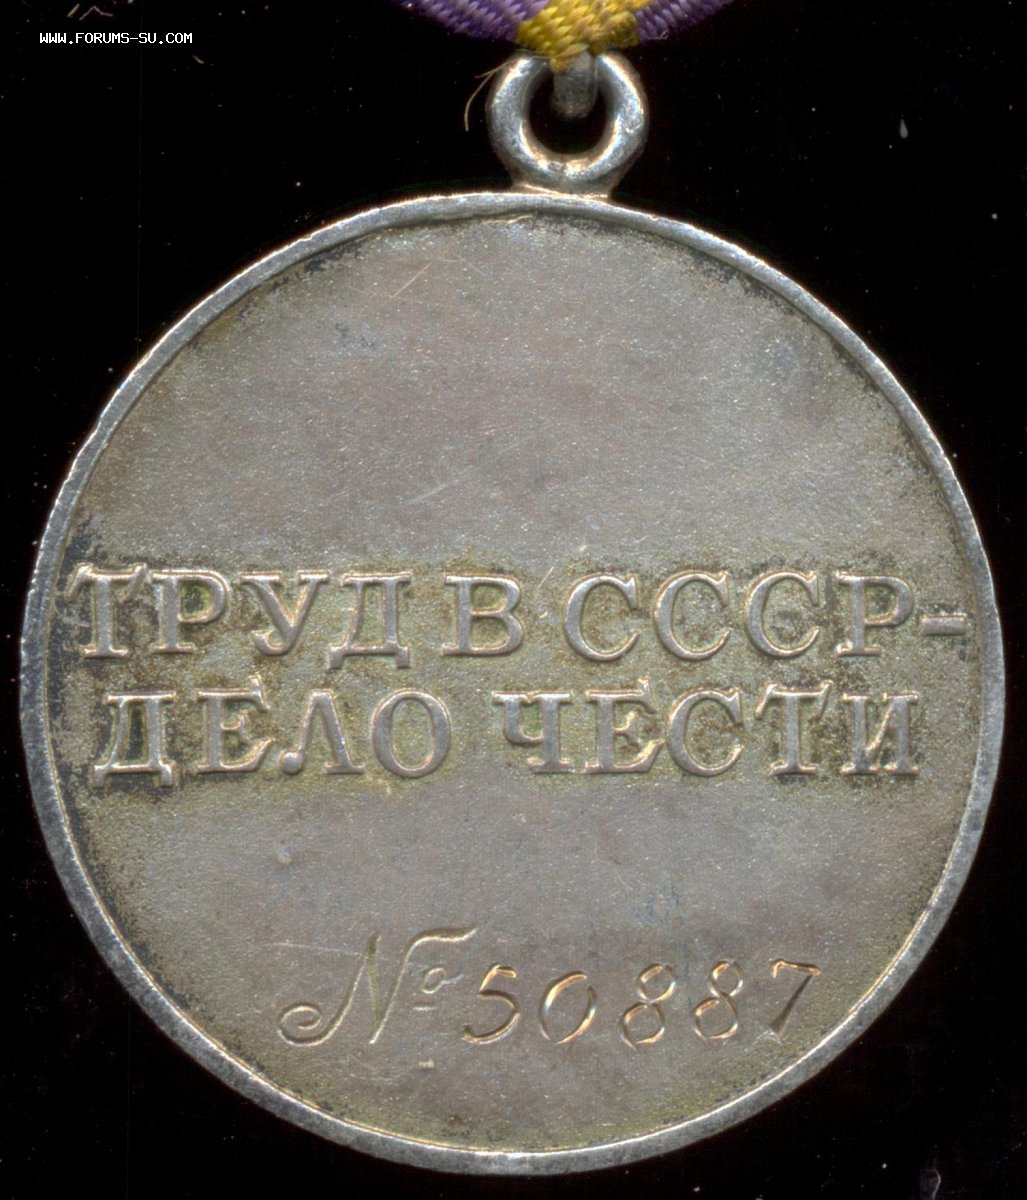 WWW.FORUMS-SU.COM
ТРУД В СССР-
ДЕЛО ЧЕСТИ
№ 50887